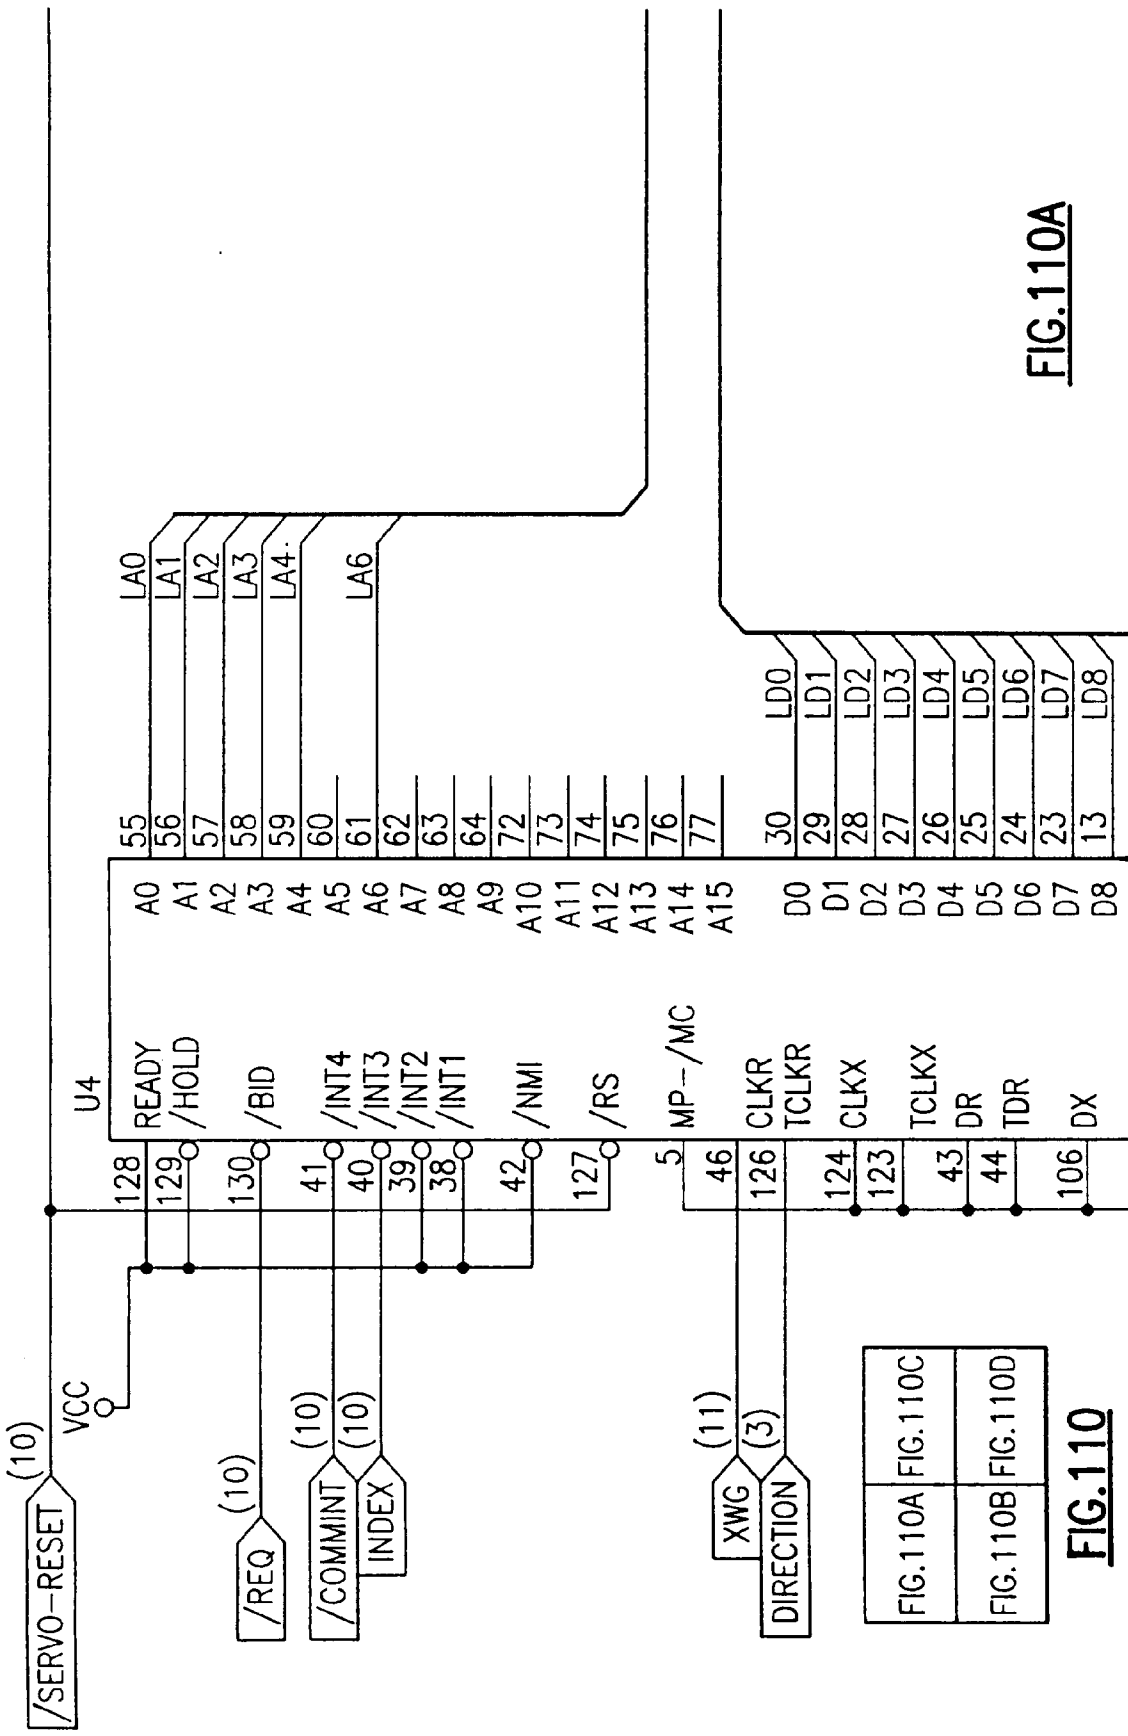 /SERVO-RESET (10)
VCC
/REQ (10)
/COMMINT (10)
INDEX (10)
XWG (11)
DIRECTION (3)
U4
128 READY
129 /HOLD
130 /BID
41 /INT4
40 /INT3
39 /INT2
38 /INT1
42 /NMI
127 /RS
5 MP-/MC
46 CLKR
126 TCLKR
124 CLKX
123 TCLKX
43 DR
44 TDR
106 DX
A0 55 LA0
A1 56 LA1
A2 57 LA2
A3 58 LA3
A4 59 LA4
A5 60
A6 61 LA6
A7 62
A8 63
A9 64
A10 72
A11 73
A12 74
A13 75
A14 76
A15 77
D0 30 LD0
D1 29 LD1
D2 28 LD2
D3 27 LD3
D4 26 LD4
D5 25 LD5
D6 24 LD6
D7 23 LD7
D8 13 LD8
FIG.110A FIG.110C
FIG.110B FIG.110D
FIG.110
FIG.110A